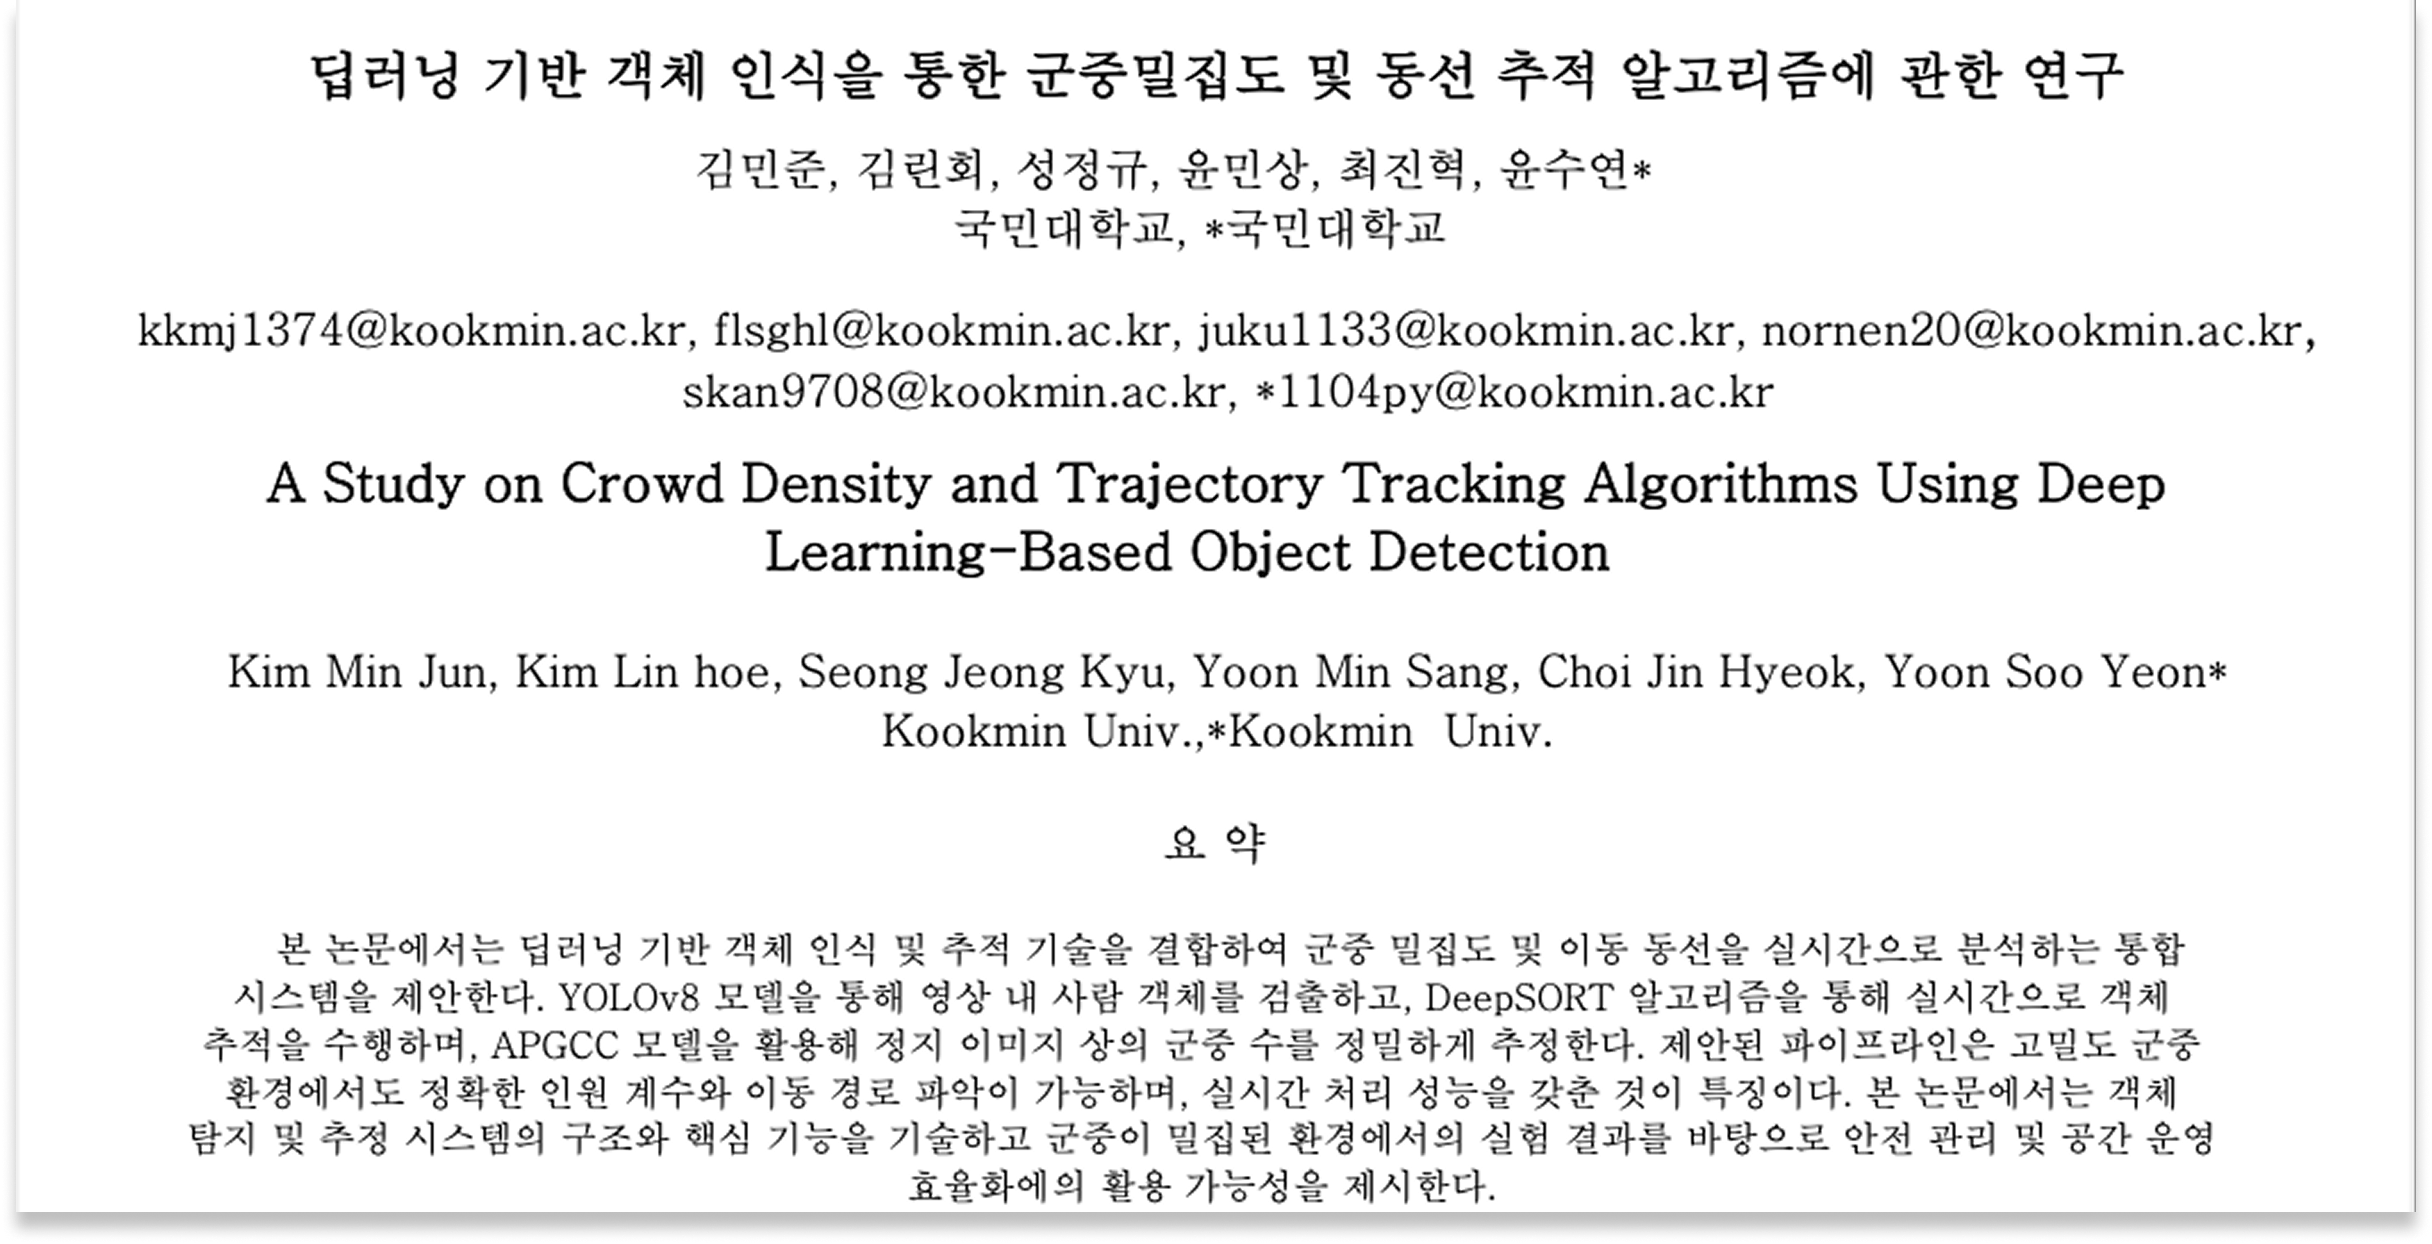 딥러닝 기반 객체 인식을 통한 군중밀집도 및 동선 추적 알고리즘에 관한 연구
김민준, 김린회, 성정규, 윤민상, 최진혁, 윤수연*
국민대학교, *국민대학교
kkmj1374@kookmin.ac.kr, flsghl@kookmin.ac.kr, juku1133@kookmin.ac.kr, nornen20@kookmin.ac.kr,
skan9708@kookmin.ac.kr, *1104py@kookmin.ac.kr
A Study on Crowd Density and Trajectory Tracking Algorithms Using Deep
Learning-Based Object Detection
Kim Min Jun, Kim Lin hoe, Seong Jeong Kyu, Yoon Min Sang, Choi Jin Hyeok, Yoon Soo Yeon*
Kookmin Univ.,*Kookmin  Univ.
요 약
본 논문에서는 딥러닝 기반 객체 인식 및 추적 기술을 결합하여 군중 밀집도 및 이동 동선을 실시간으로 분석하는 통합
시스템을 제안한다. YOLOv8 모델을 통해 영상 내 사람 객체를 검출하고, DeepSORT 알고리즘을 통해 실시간으로 객체
추적을 수행하며, APGCC 모델을 활용해 정지 이미지 상의 군중 수를 정밀하게 추정한다. 제안된 파이프라인은 고밀도 군중
환경에서도 정확한 인원 계수와 이동 경로 파악이 가능하며, 실시간 처리 성능을 갖춘 것이 특징이다. 본 논문에서는 객체
탐지 및 추정 시스템의 구조와 핵심 기능을 기술하고 군중이 밀집된 환경에서의 실험 결과를 바탕으로 안전 관리 및 공간 운영
효율화에의 활용 가능성을 제시한다.